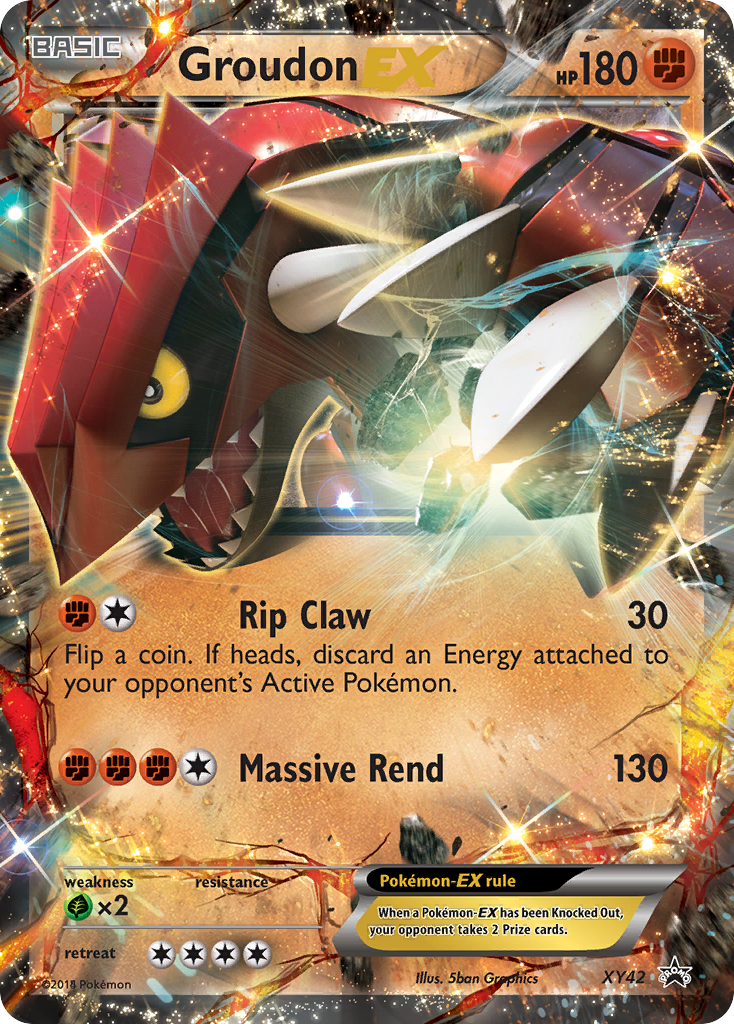 BASIC
Groudon EX
HP 180
Rip Claw 30
Flip a coin. If heads, discard an Energy attached to
your opponent's Active Pokémon.
Massive Rend 130
weakness resistance
×2
retreat
Pokémon-EX rule
When a Pokémon-EX has been Knocked Out,
your opponent takes 2 Prize cards.
©2014 Pokémon
Illus. 5ban Graphics
XY42
PROMO